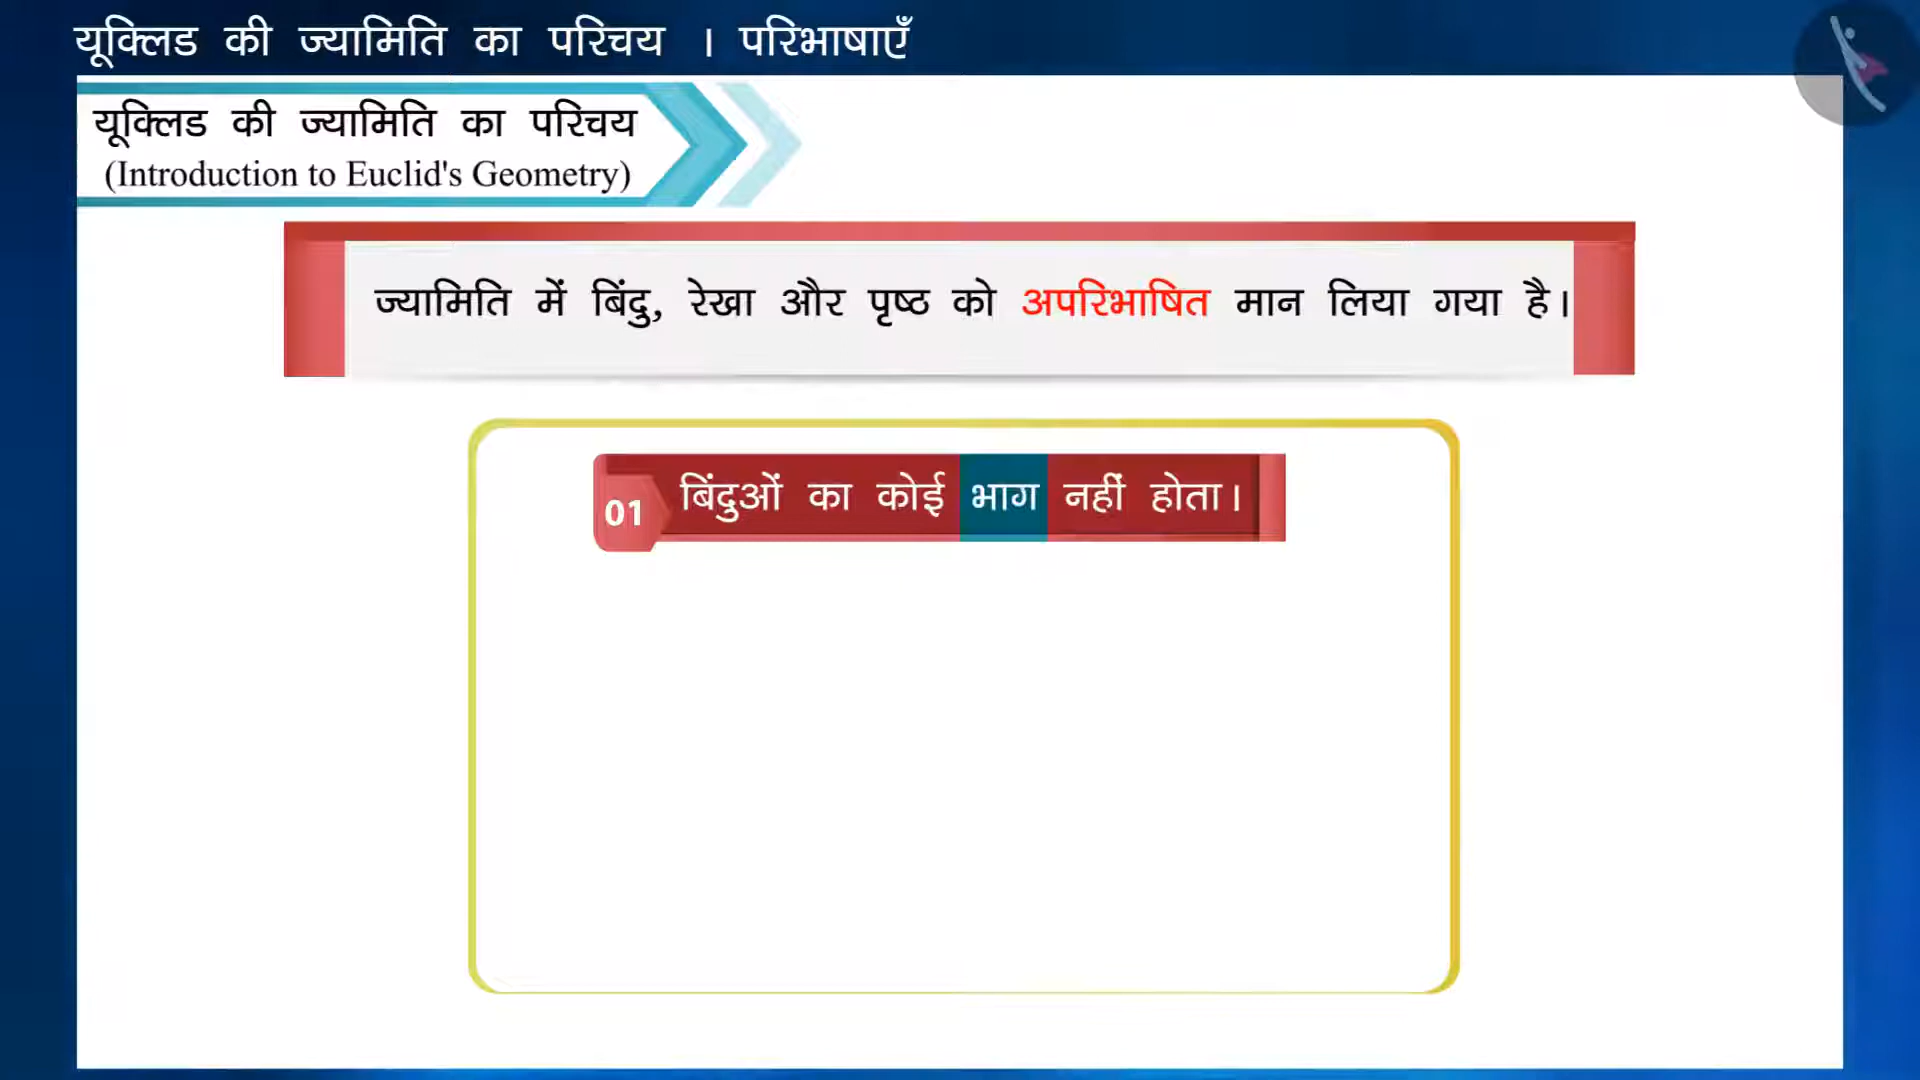 यूक्लिड की ज्यामिति का परिचय । परिभाषाएँ
यूक्लिड की ज्यामिति का परिचय
(Introduction to Euclid's Geometry)
ज्यामिति में बिंदु, रेखा और पृष्ठ को अपरिभाषित मान लिया गया है।
01 बिंदुओं का कोई भाग नहीं होता।